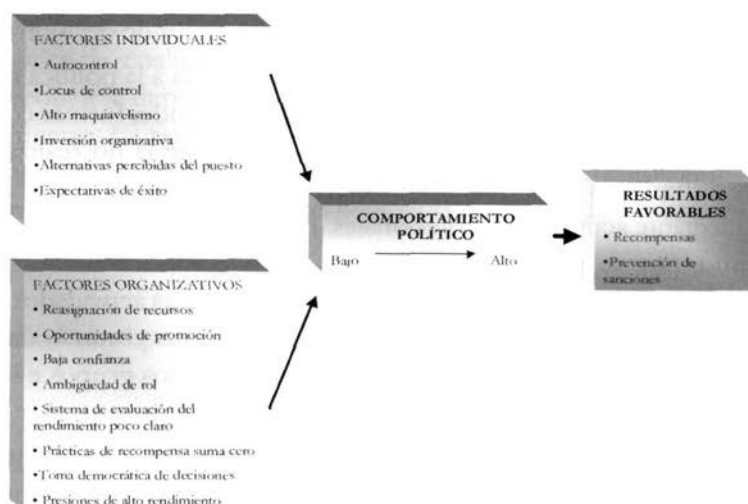 FACTORES INDIVIDUALES
• Autocontrol
•Locus de control
•Alto maquiavelismo
•Inversión organizativa
•Alternativas percibidas del puesto
•Expectativas de éxito
FACTORES ORGANIZATIVOS
• Reasignación de recursos
• Oportunidades de promoción
• Baja confianza
• Ambigüedad de rol
• Sistema de evaluación del
rendimiento poco claro
• Prácticas de recompensa suma cero
•Toma democrática de decisiones
• Presiones de alto rendimiento
COMPORTAMIENTO
POLÍTICO
Bajo Alto
RESULTADOS
FAVORABLES
• Recompensas
•Prevención de
sanciones